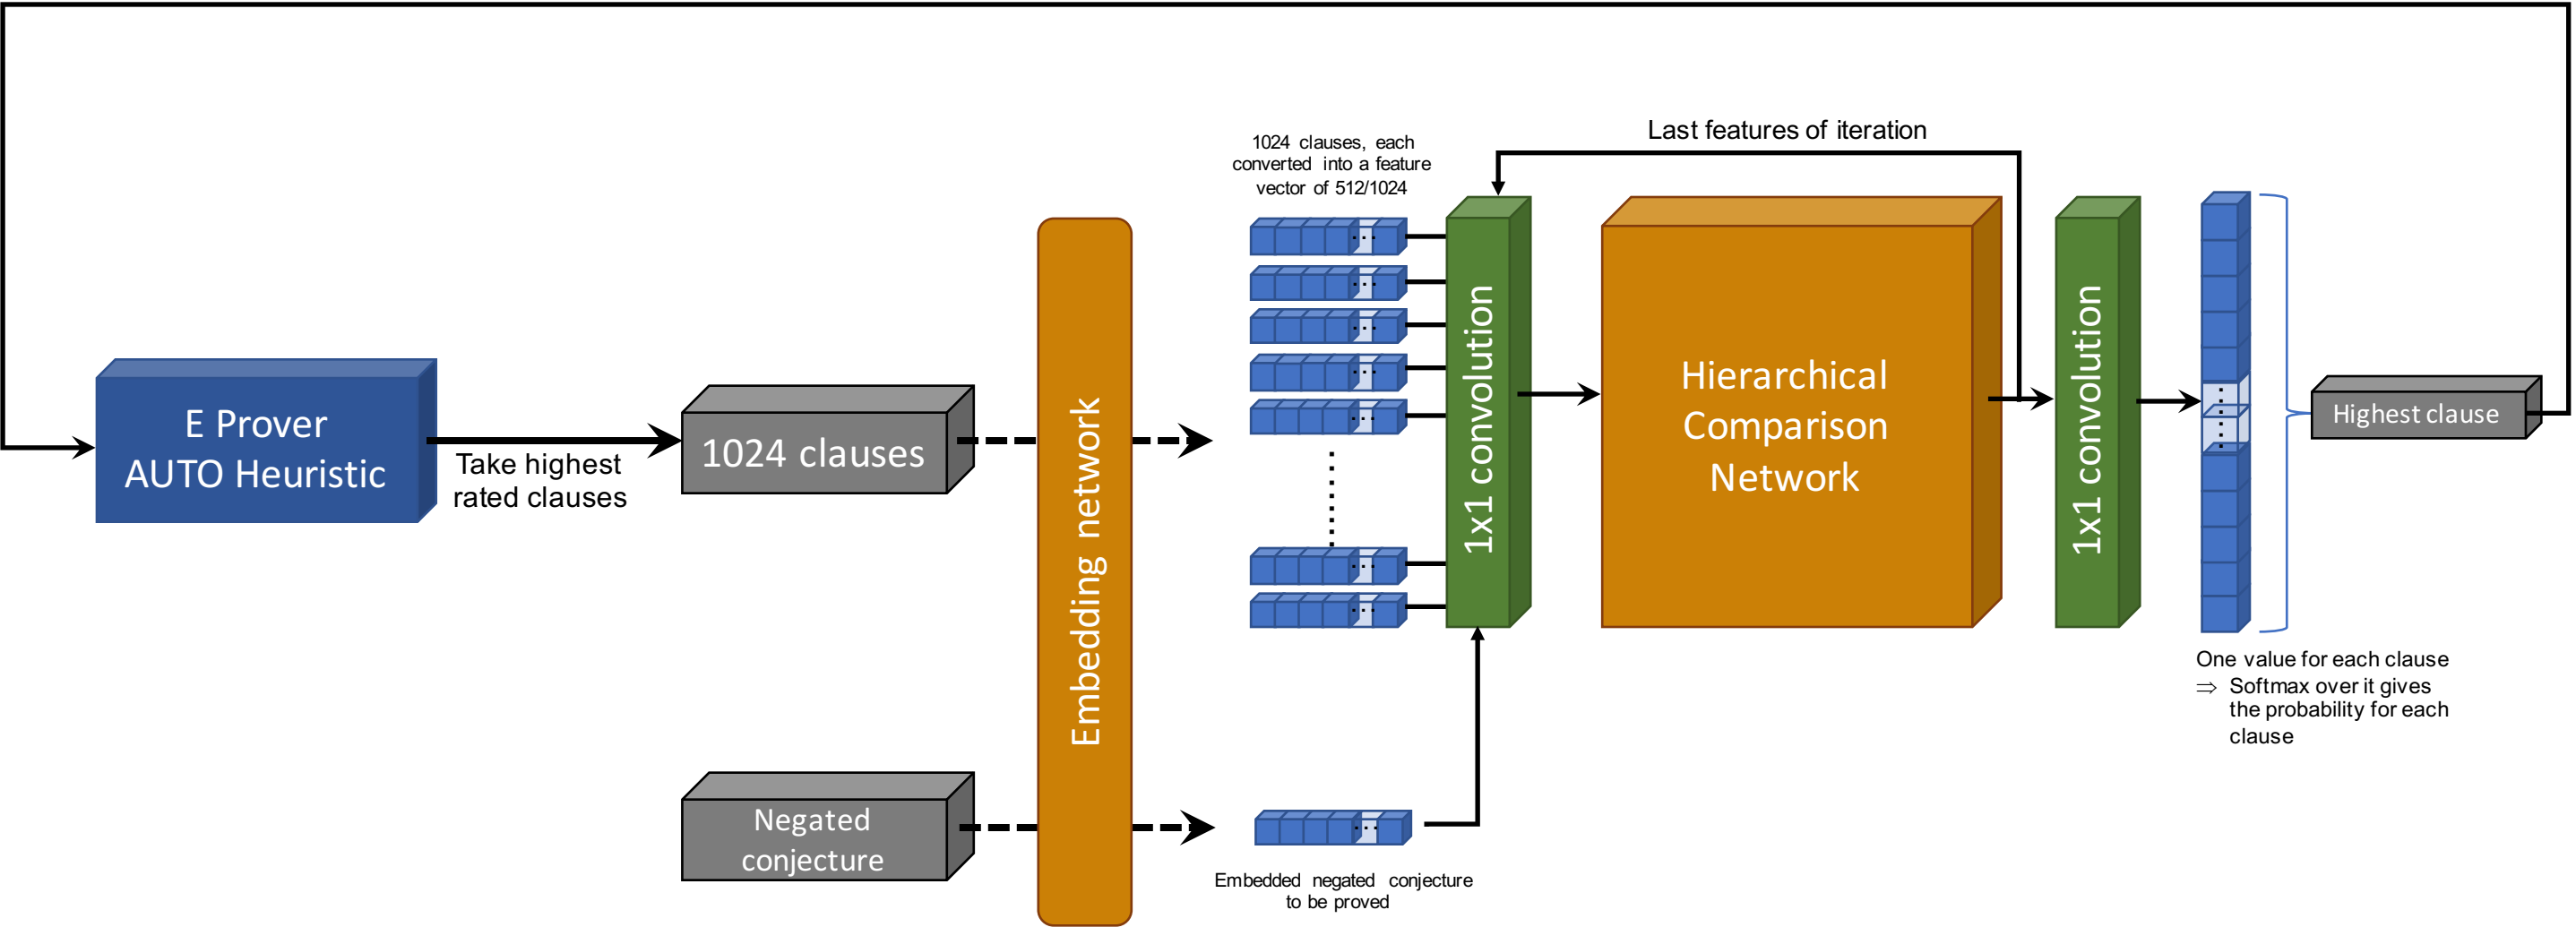 E Prover
AUTO Heuristic
Take highest
rated clauses
1024 clauses
Negated
conjecture
Embedding network
1024 clauses, each
converted into a feature
vector of 512/1024
...
...
...
...
...
...
...
...
Embedded negated conjecture
to be proved
1x1 convolution
Last features of iteration
Hierarchical
Comparison
Network
1x1 convolution
One value for each clause
⇒ Softmax over it gives
the probability for each
clause
Highest clause